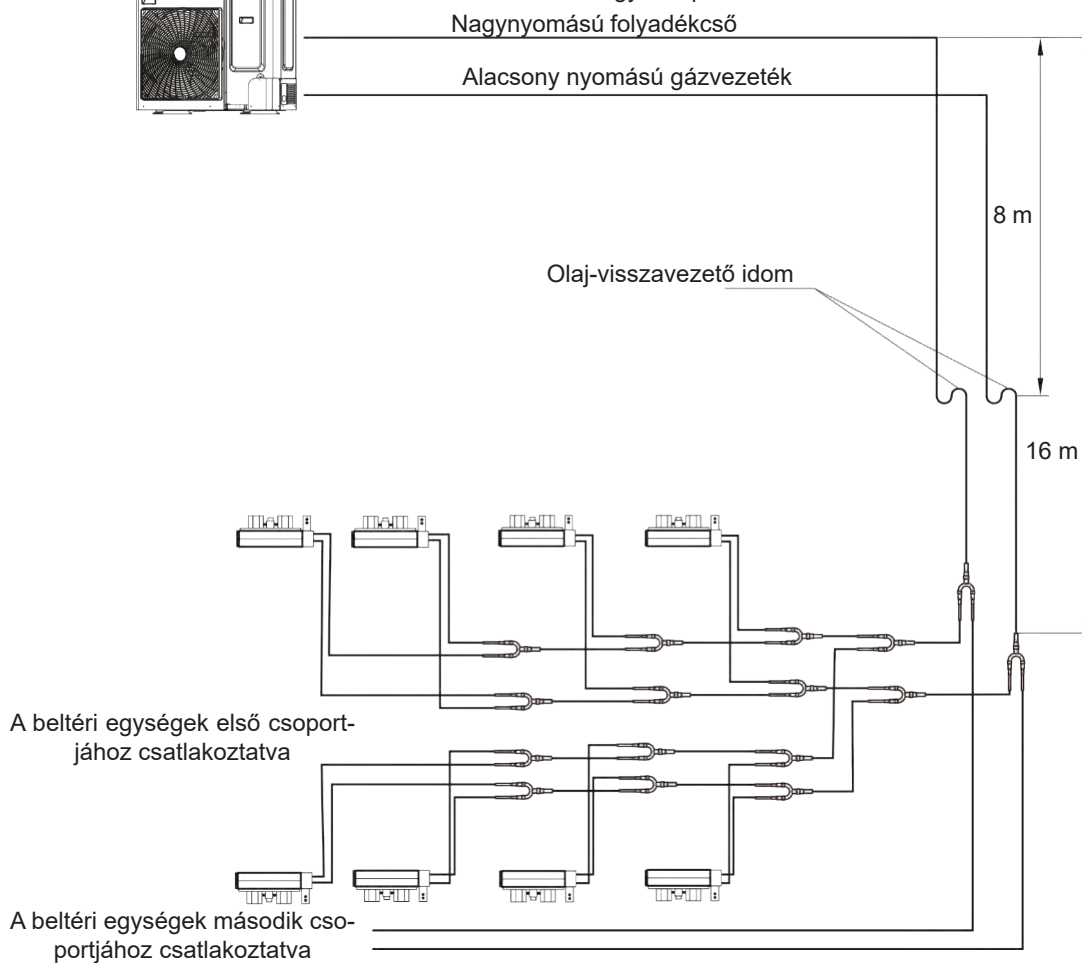 Nagynyomású folyadékcső
Alacsony nyomású gázvezeték
8 m
Olaj-visszavezető idom
16 m
A beltéri egységek első csoport-
jához csatlakoztatva
A beltéri egységek második cso-
portjához csatlakoztatva